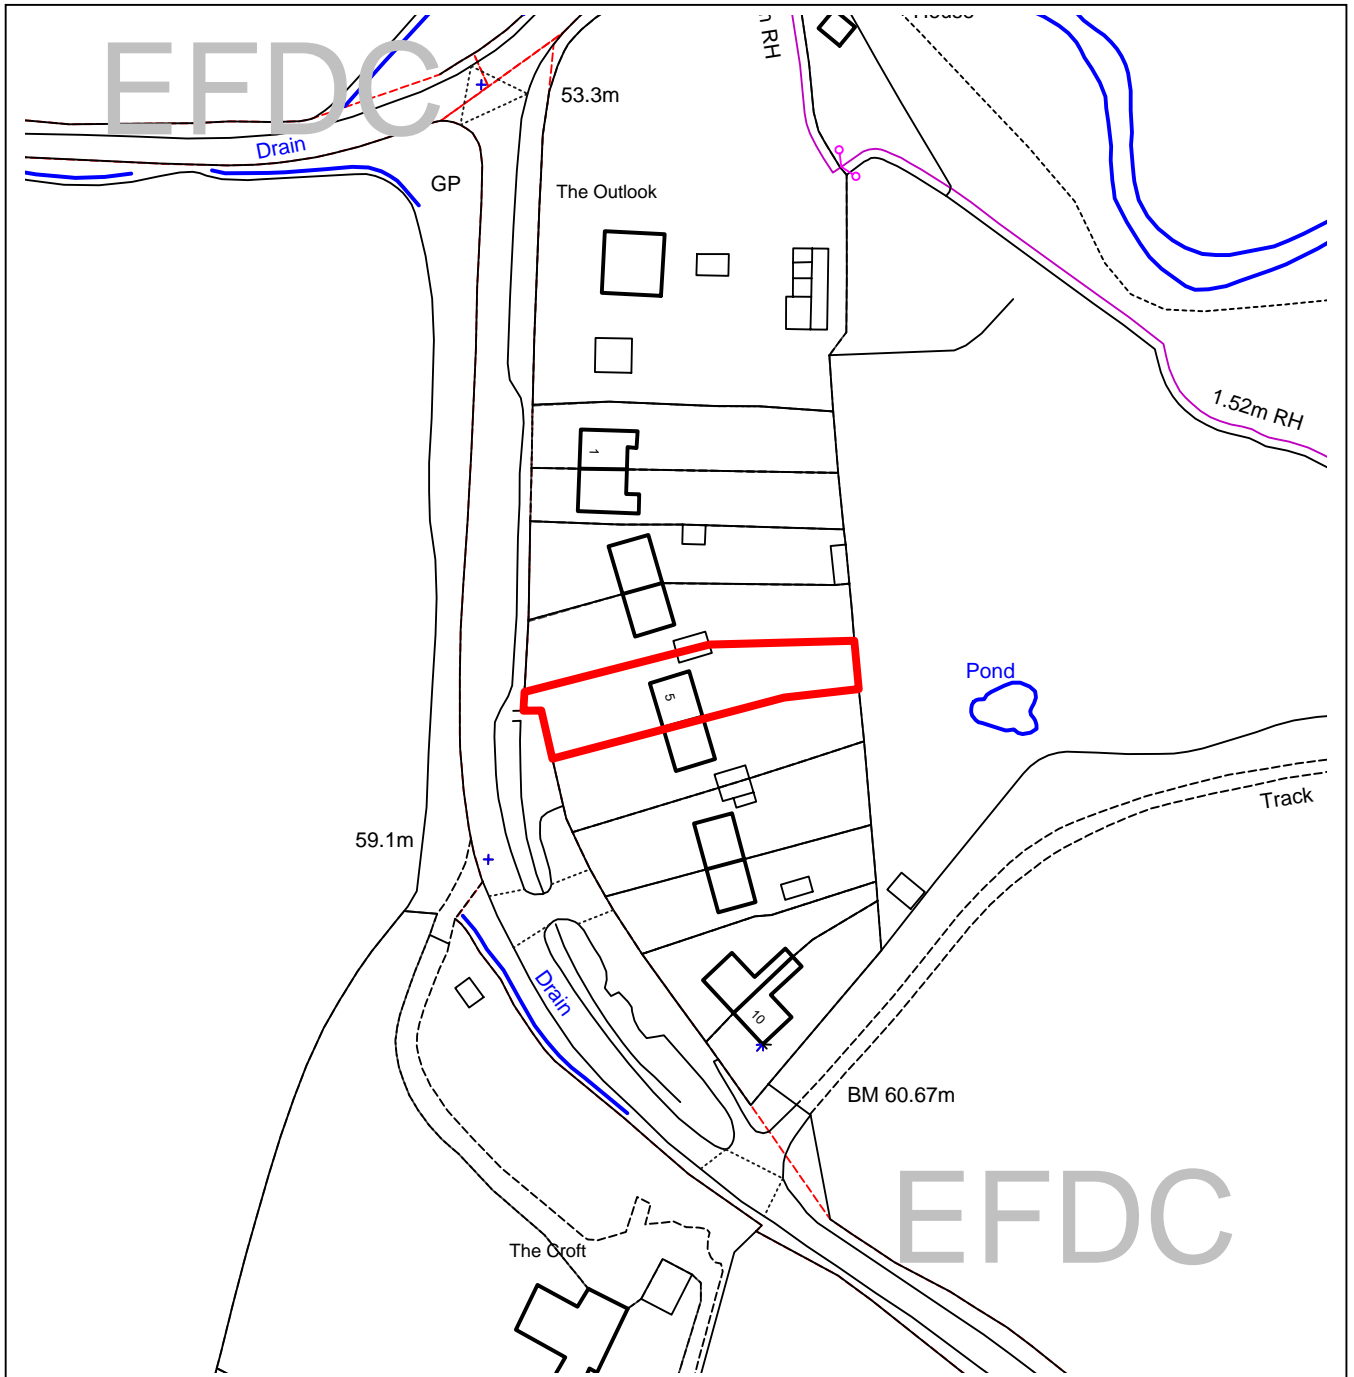 EFDC
House
RH
53.3m
Drain
GP
The Outlook
1.52m RH
1
5
Pond
Track
59.1m
Drain
10
BM 60.67m
EFDC
The Croft